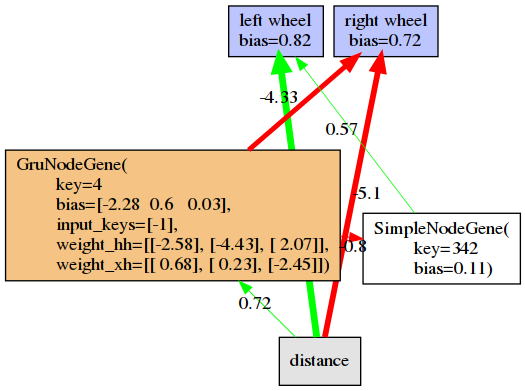 left wheel
bias=0.82
right wheel
bias=0.72
-4.33
0.57
GruNodeGene(
key=4
bias=[-2.28 0.6 0.03],
input_keys=[-1],
weight_hh=[[-2.58], [-4.43], [ 2.07]],
weight_xh=[[ 0.68], [ 0.23], [-2.45]])
-5.1
-0.8
SimpleNodeGene(
key=342
bias=0.11)
0.72
distance